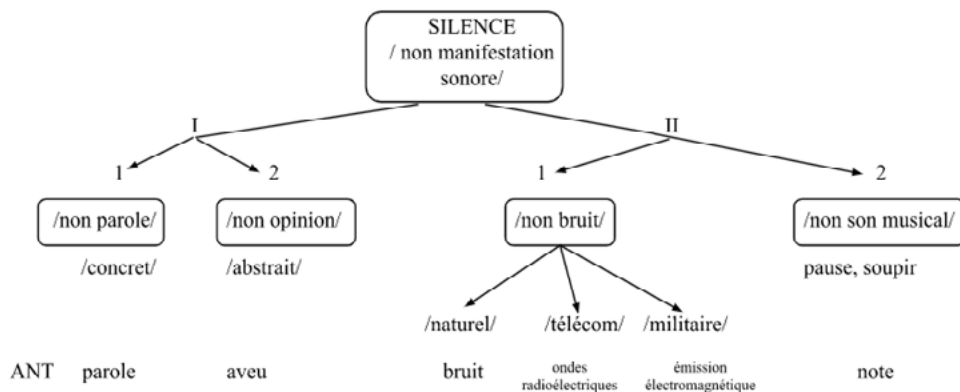 SILENCE
/ non manifestation
sonore/
I
II
1
2
1
2
/non parole/
/non opinion/
/non bruit/
/non son musical/
/concret/
/abstrait/
pause, soupir
/naturel/
/télécom/
/militaire/
ANT
parole
aveu
bruit
ondes
radioélectriques
émission
électromagnétique
note